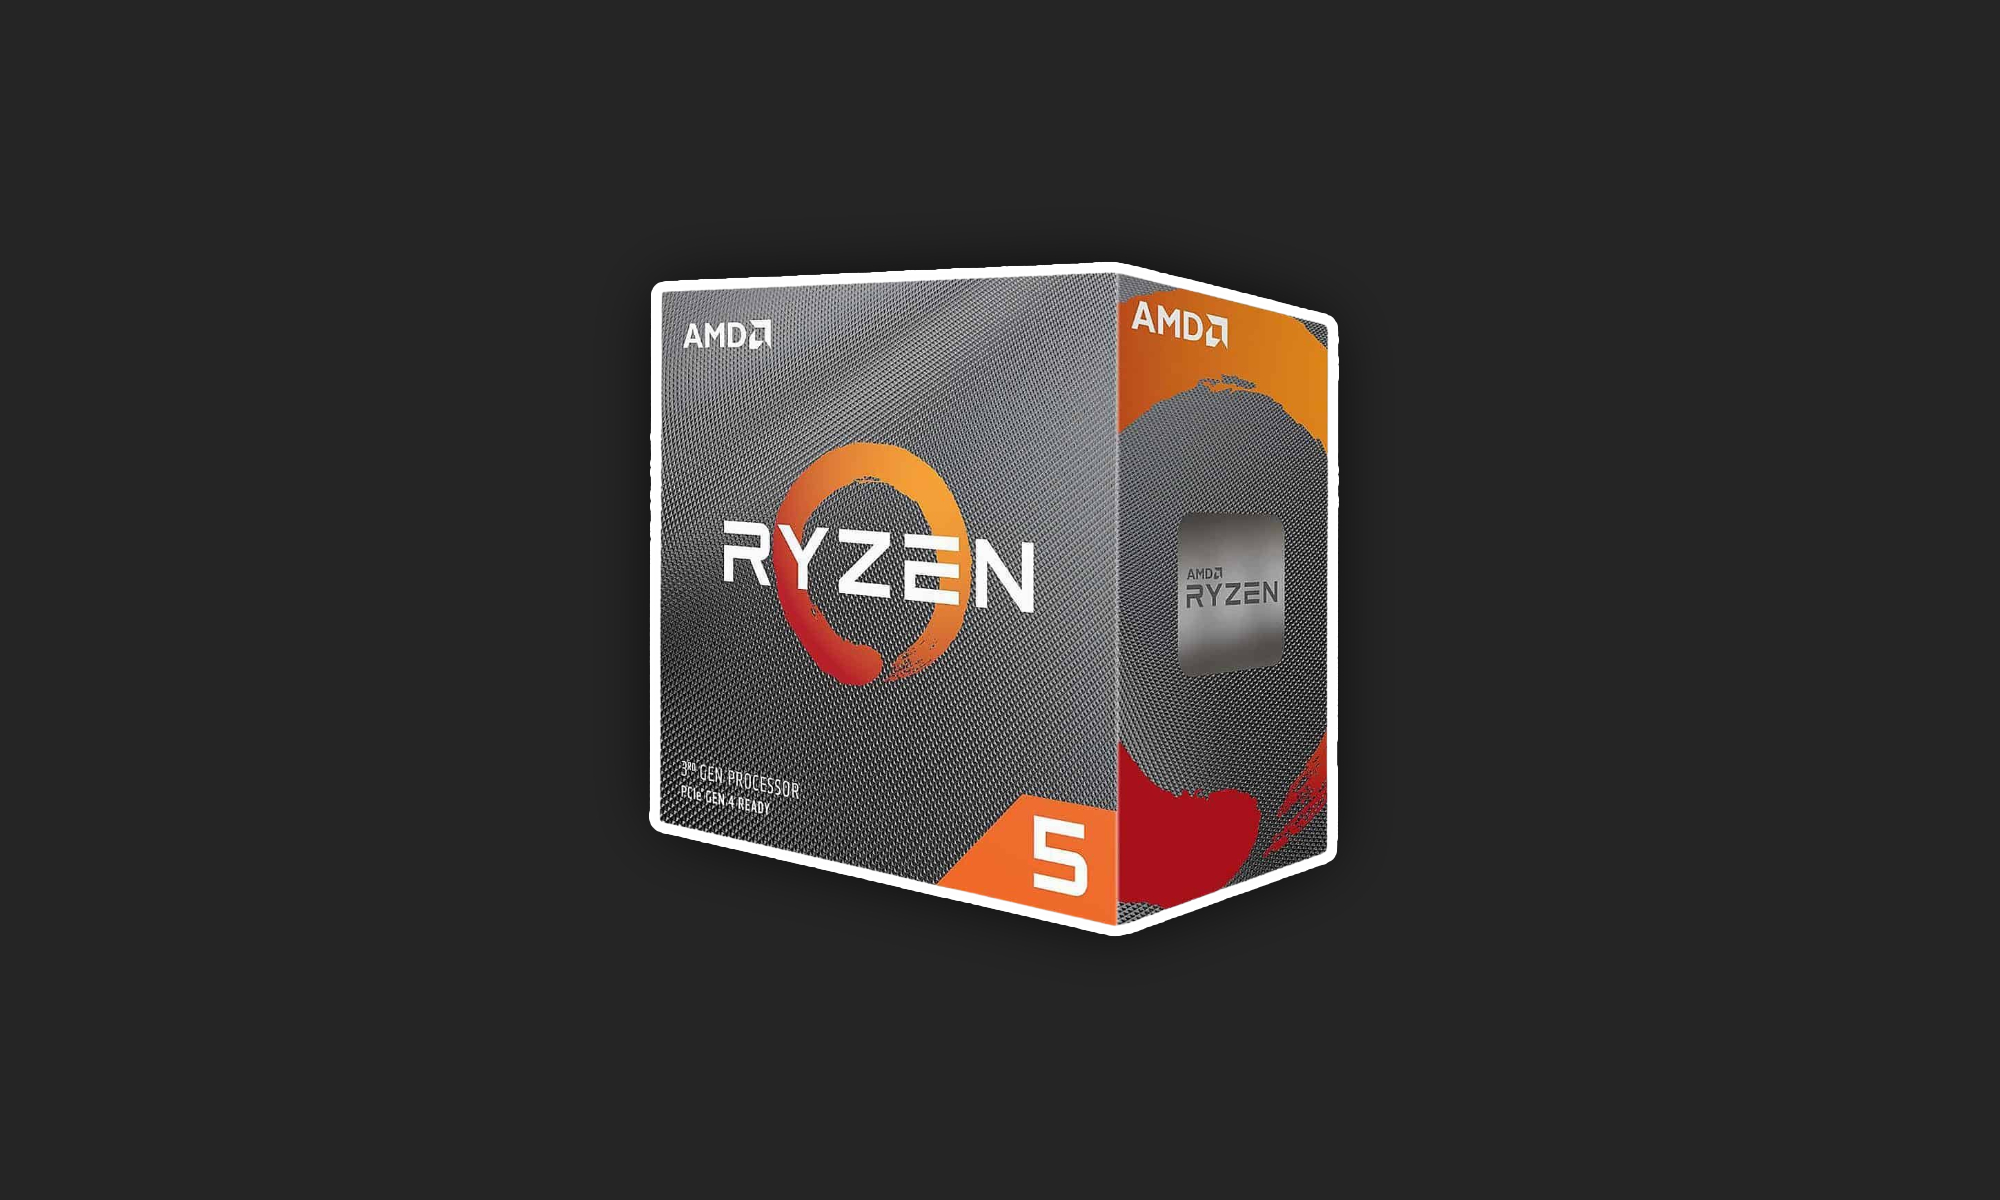 AMD
RYZEN
3RD GEN PROCESSOR
PCIe GEN 4 READY
5
AMD
AMD
RYZEN